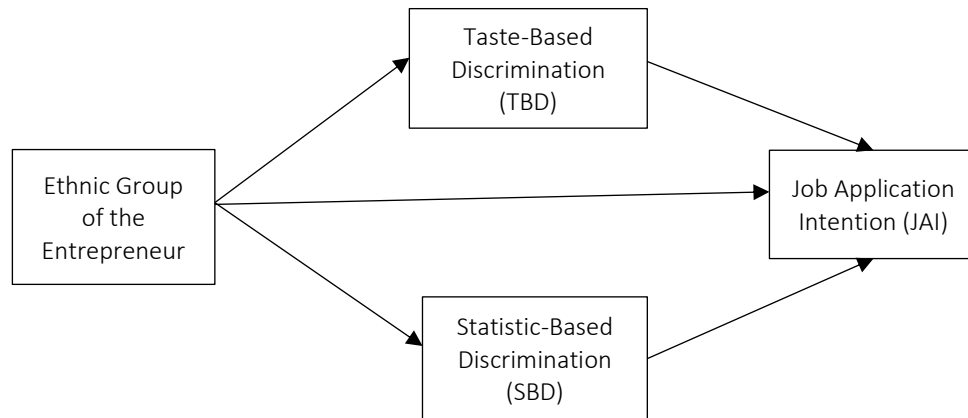 Taste-Based
Discrimination
(TBD)
Ethnic Group
of the
Entrepreneur
Job Application
Intention (JAI)
Statistic-Based
Discrimination
(SBD)